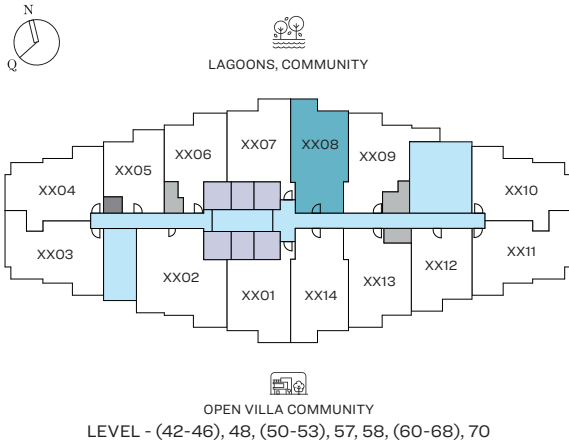 N
Q
LAGOONS, COMMUNITY
XX07
XX08
XX06
XX09
XX05
XX04
XX10
XX03
XX11
XX02
XX12
XX13
XX01
XX14
OPEN VILLA COMMUNITY
LEVEL - (42-46), 48, (50-53), 57, 58, (60-68), 70